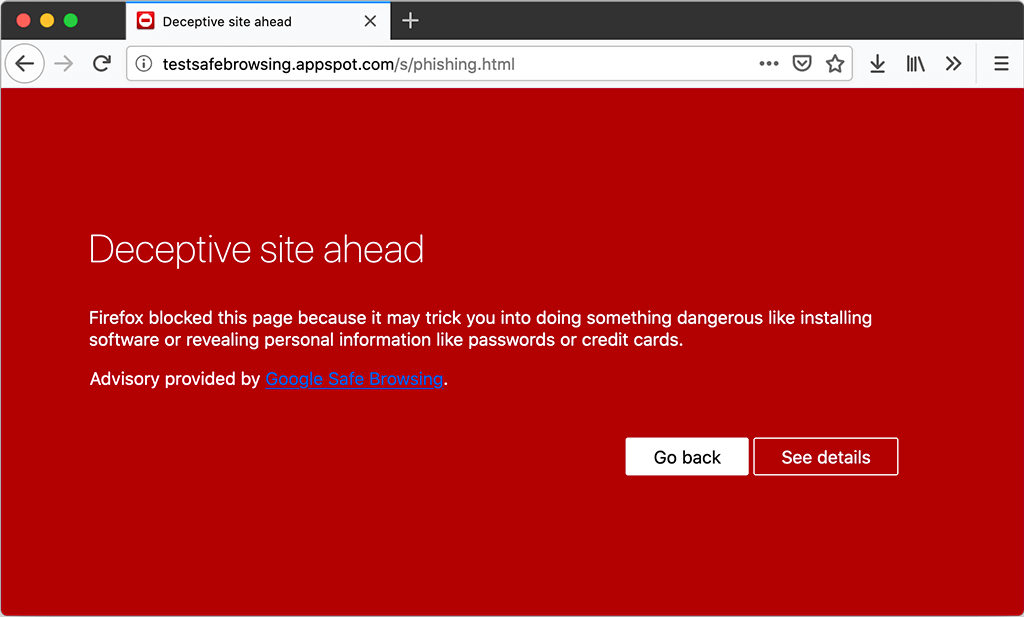 Deceptive site ahead
testsafebrowsing.appspot.com/s/phishing.html
Deceptive site ahead
Firefox blocked this page because it may trick you into doing something dangerous like installing
software or revealing personal information like passwords or credit cards.
Advisory provided by Google Safe Browsing.
Go back See details